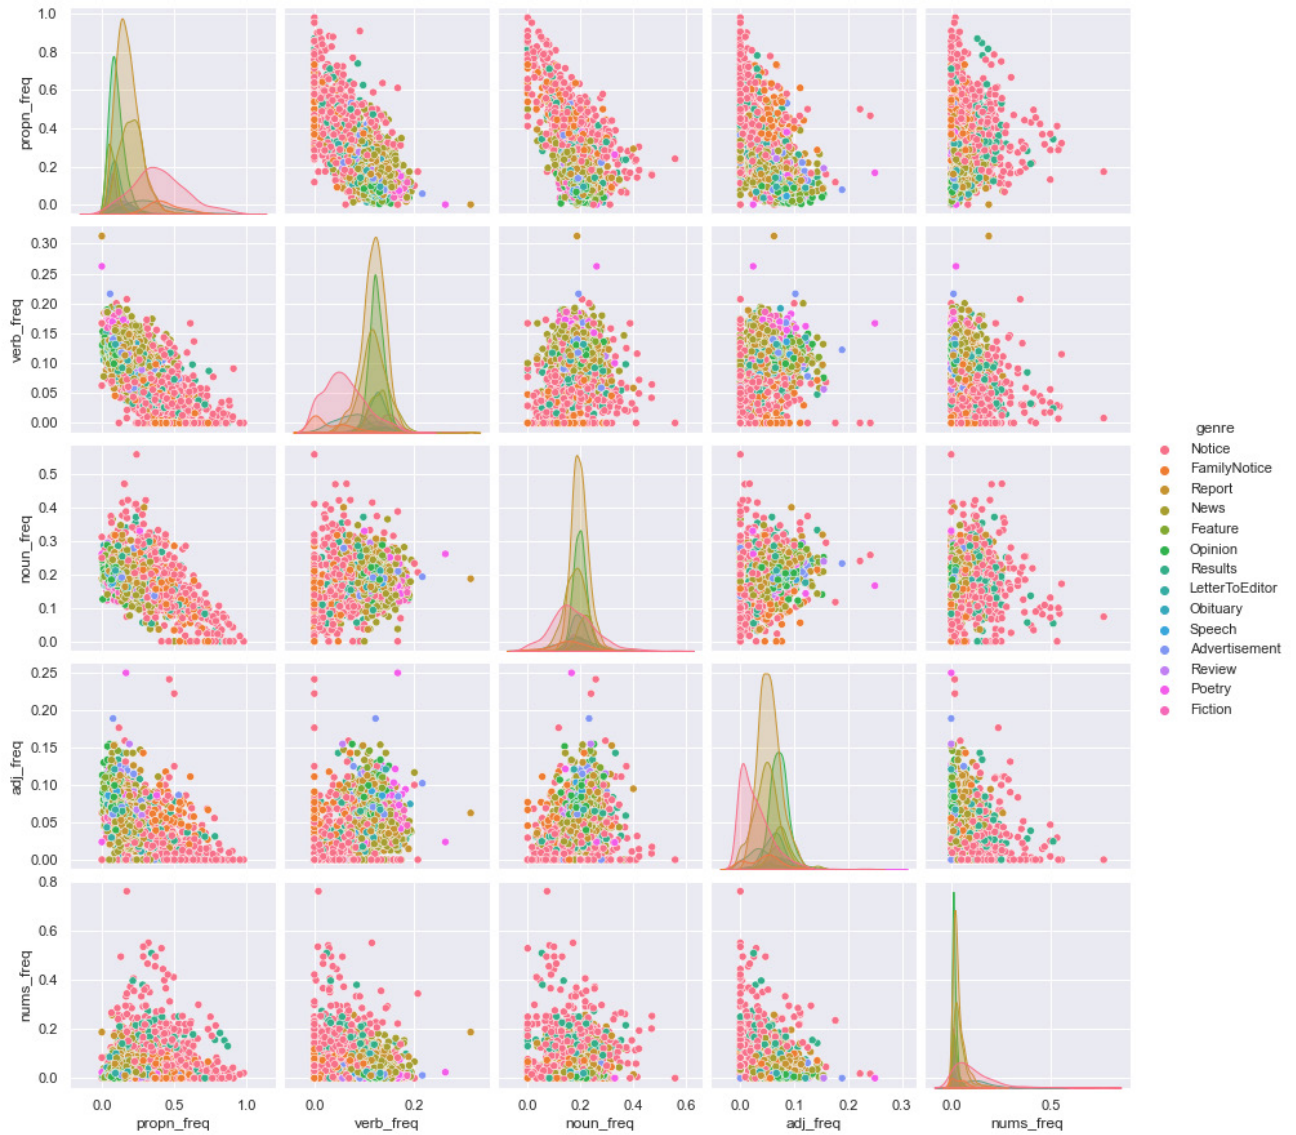 1.0
0.8
0.6
0.4
0.2
0.0
propn_freq
0.30
0.25
0.20
0.15
0.10
0.05
0.00
verb_freq
0.5
0.4
0.3
0.2
0.1
0.0
noun_freq
0.25
0.20
0.15
0.10
0.05
0.00
adj_freq
0.8
0.6
0.4
0.2
0.0
nums_freq
0.0 0.5 1.0
propn_freq
0.0 0.2
verb_freq
0.0 0.2 0.4 0.6
noun_freq
0.0 0.1 0.2 0.3
adj_freq
0.0 0.5
nums_freq
genre
Notice
FamilyNotice
Report
News
Feature
Opinion
Results
LetterToEditor
Obituary
Speech
Advertisement
Review
Poetry
Fiction